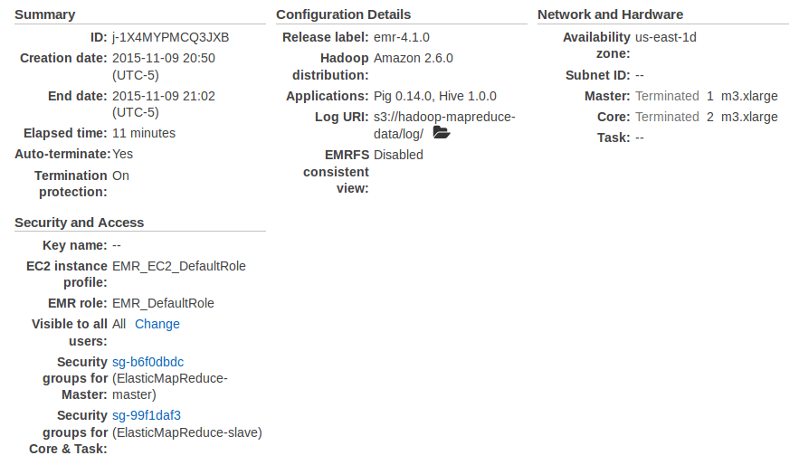 Summary
ID: j-1X4MYPMCQ3JXB
Creation date: 2015-11-09 20:50
(UTC-5)
End date: 2015-11-09 21:02
(UTC-5)
Elapsed time: 11 minutes
Auto-terminate: Yes
Termination On
protection:
Security and Access
Key name: --
EC2 instance EMR_EC2_DefaultRole
profile:
EMR role: EMR_DefaultRole
Visible to all All Change
users:
Security sg-b6f0dbdc
groups for (ElasticMapReduce-
Master: master)
Security sg-99f1daf3
groups for (ElasticMapReduce-slave)
Core & Task:
Configuration Details
Release label: emr-4.1.0
Hadoop Amazon 2.6.0
distribution:
Applications: Pig 0.14.0, Hive 1.0.0
Log URI: s3://hadoop-mapreduce-
data/log/
EMRFS Disabled
consistent
view:
Network and Hardware
Availability us-east-1d
zone:
Subnet ID: --
Master: Terminated 1 m3.xlarge
Core: Terminated 2 m3.xlarge
Task: --